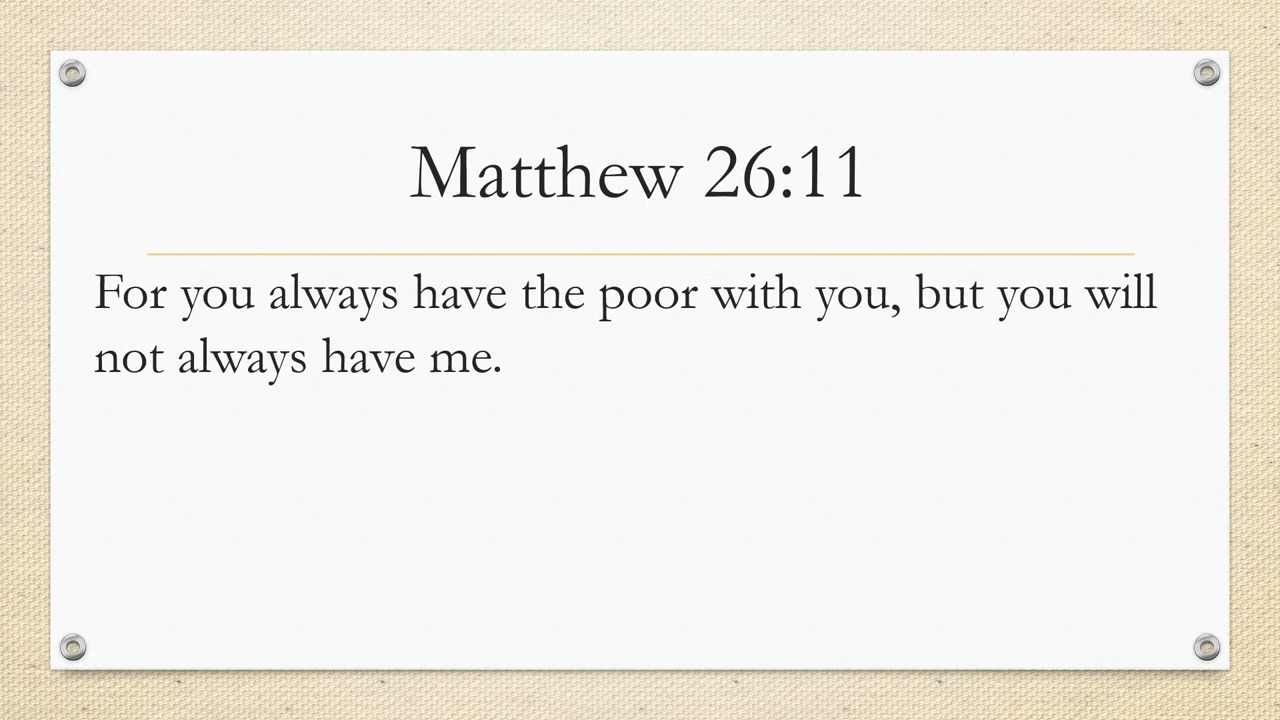 Matthew 26:11
For you always have the poor with you, but you will
not always have me.